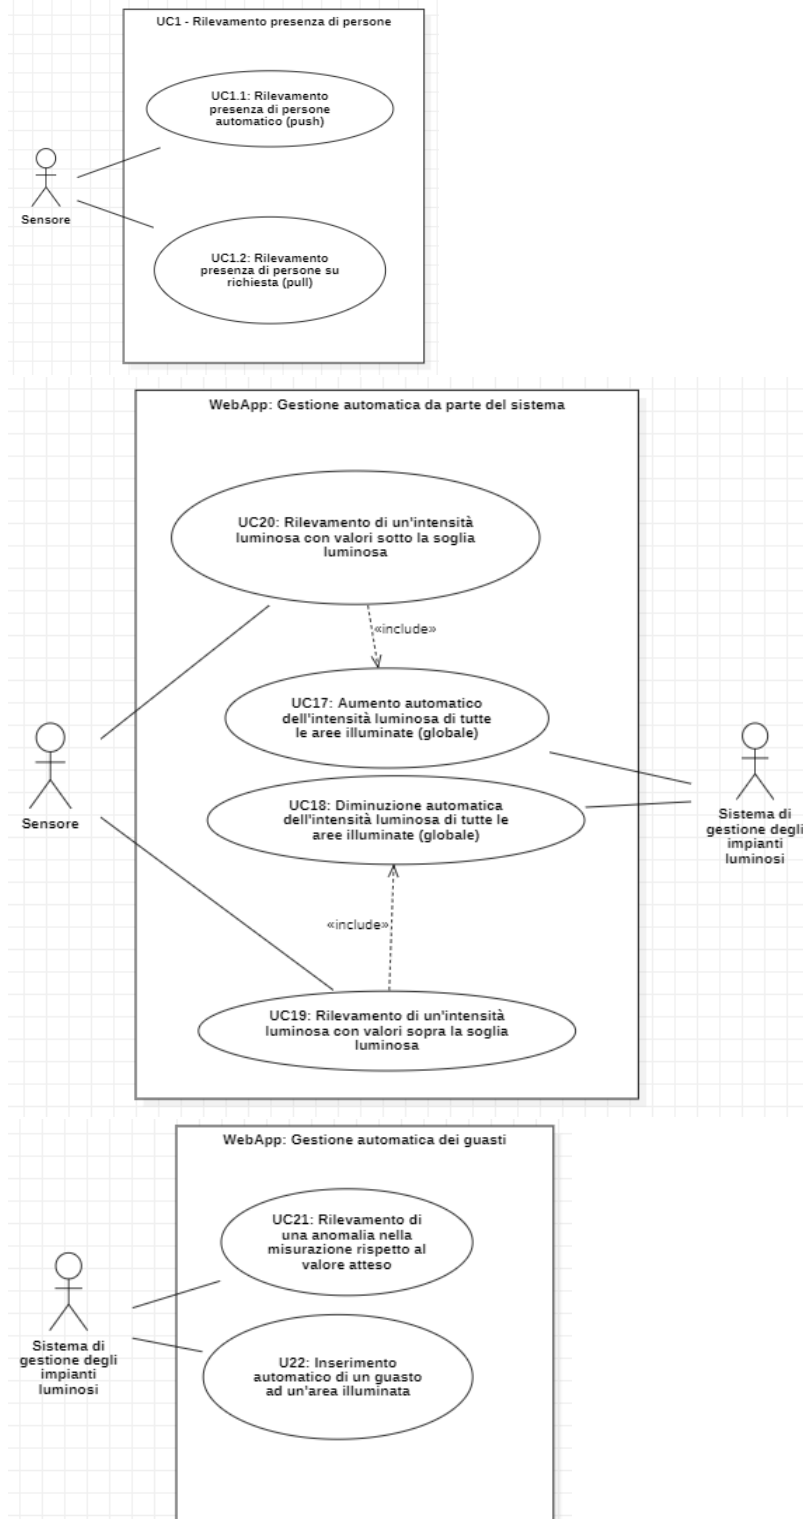 UC1 - Rilevamento presenza di persone
UC1.1: Rilevamento
presenza di persone
automatico (push)
Sensore
UC1.2: Rilevamento
presenza di persone su
richiesta (pull)
WebApp: Gestione automatica da parte del sistema
UC20: Rilevamento di un'intensità
luminosa con valori sotto la soglia
luminosa
«include»
UC17: Aumento automatico
dell'intensità luminosa di tutte
le aree illuminate (globale)
UC18: Diminuzione automatica
dell'intensità luminosa di tutte le
aree illuminate (globale)
Sensore
Sistema di
gestione degli
impianti
luminosi
«include»
UC19: Rilevamento di un'intensità
luminosa con valori sopra la soglia
luminosa
WebApp: Gestione automatica dei guasti
UC21: Rilevamento di
una anomalia nella
misurazione rispetto al
valore atteso
Sistema di
gestione degli
impianti
luminosi
U22: Inserimento
automatico di un guasto
ad un'area illuminata